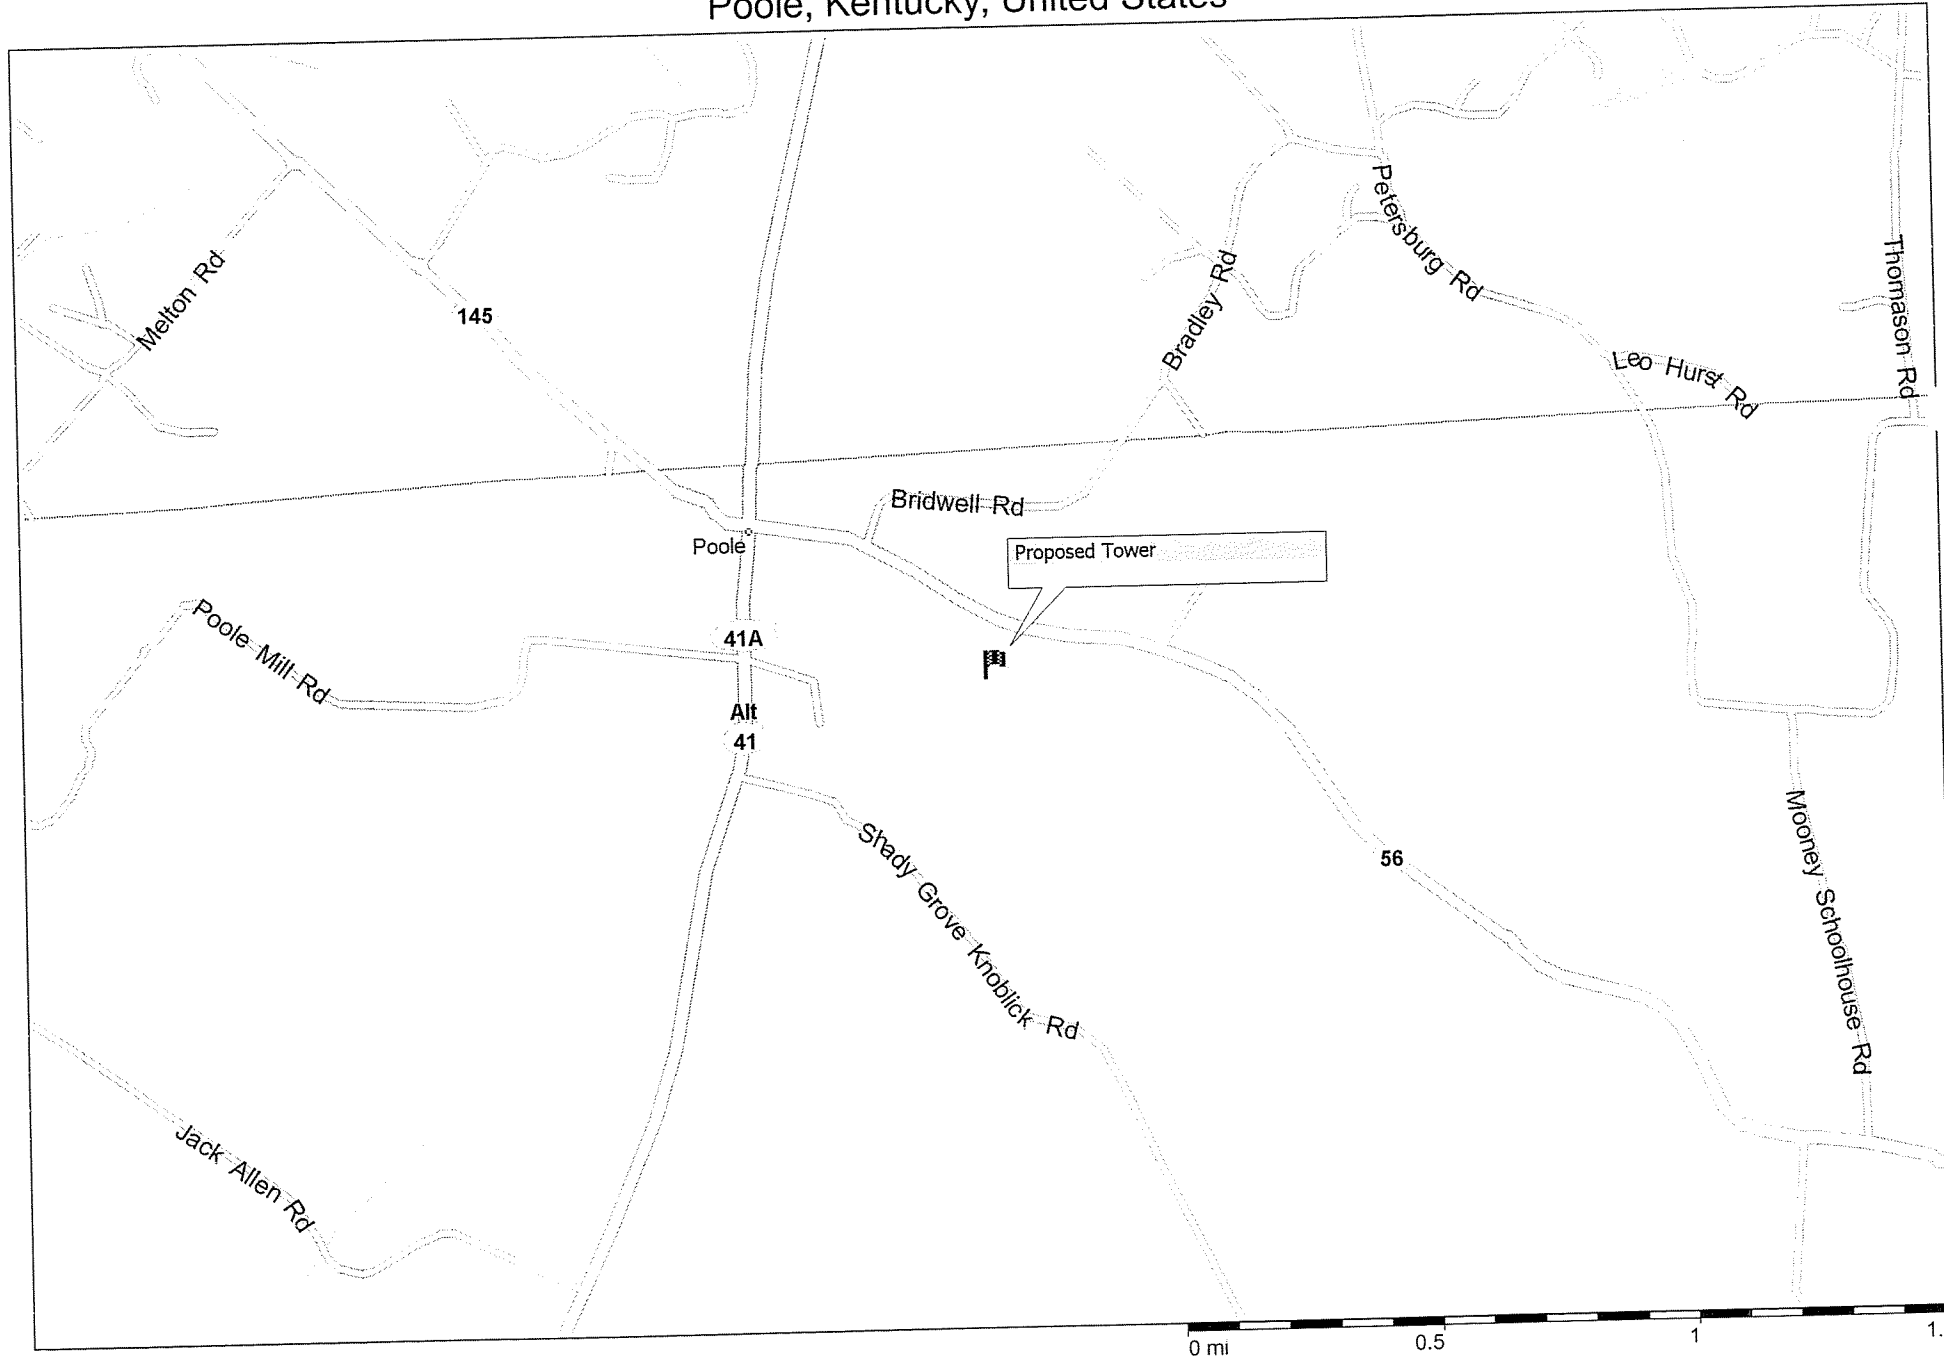 Poole, Kentucky, United States
Petersburg Rd
Thomason Rd
Melton Rd
145
Bradley Rd
Leo Hurst Rd
Bridwell Rd
Poole
Proposed Tower
Poole Mill Rd
41A
Alt
41
Shady Grove Knoblick Rd
56
Mooney Schoolhouse Rd
Jack Allen Rd
0 mi
0.5
1
1.